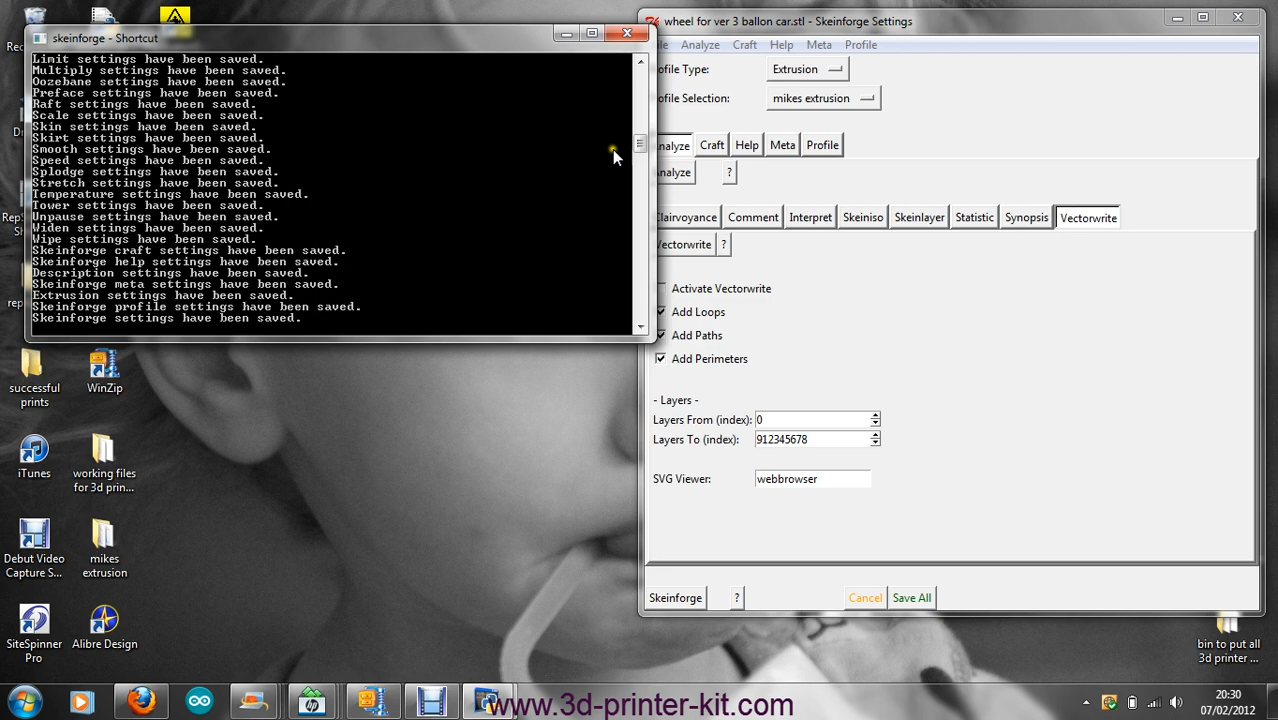 skeinforge - Shortcut
Limit settings have been saved.
Multiply settings have been saved.
Oozebane settings have been saved.
Preface settings have been saved.
Raft settings have been saved.
Scale settings have been saved.
Skin settings have been saved.
Skirt settings have been saved.
Smooth settings have been saved.
Speed settings have been saved.
Splodge settings have been saved.
Stretch settings have been saved.
Temperature settings have been saved.
Tower settings have been saved.
Unpause settings have been saved.
Widen settings have been saved.
Wipe settings have been saved.
Skeinforge craft settings have been saved.
Skeinforge help settings have been saved.
Description settings have been saved.
Skeinforge meta settings have been saved.
Extrusion settings have been saved.
Skeinforge profile settings have been saved.
Skeinforge settings have been saved.
wheel for ver 3 ballon car.stl - Skeinforge Settings
ile Analyze Craft Help Meta Profile
rofile Type: Extrusion
rofile Selection: mikes extrusion
nalyze Craft Help Meta Profile
Analyze ?
Clairvoyance Comment Interpret Skeiniso Skeinlayer Statistic Synopsis Vectorwrite
Vectorwrite ?
Activate Vectorwrite
Add Loops
Add Paths
Add Perimeters
- Layers -
Layers From (index): 0
Layers To (index): 912345678
SVG Viewer: webbrowser
Skeinforge ? Cancel Save All
successful prints
WinZip
iTunes
working files for 3d prin...
Debut Video Capture S...
mikes extrusion
SiteSpinner Pro
Alibre Design
bin to put all 3d printer ...
www.3d-printer-kit.com
20:30
07/02/2012